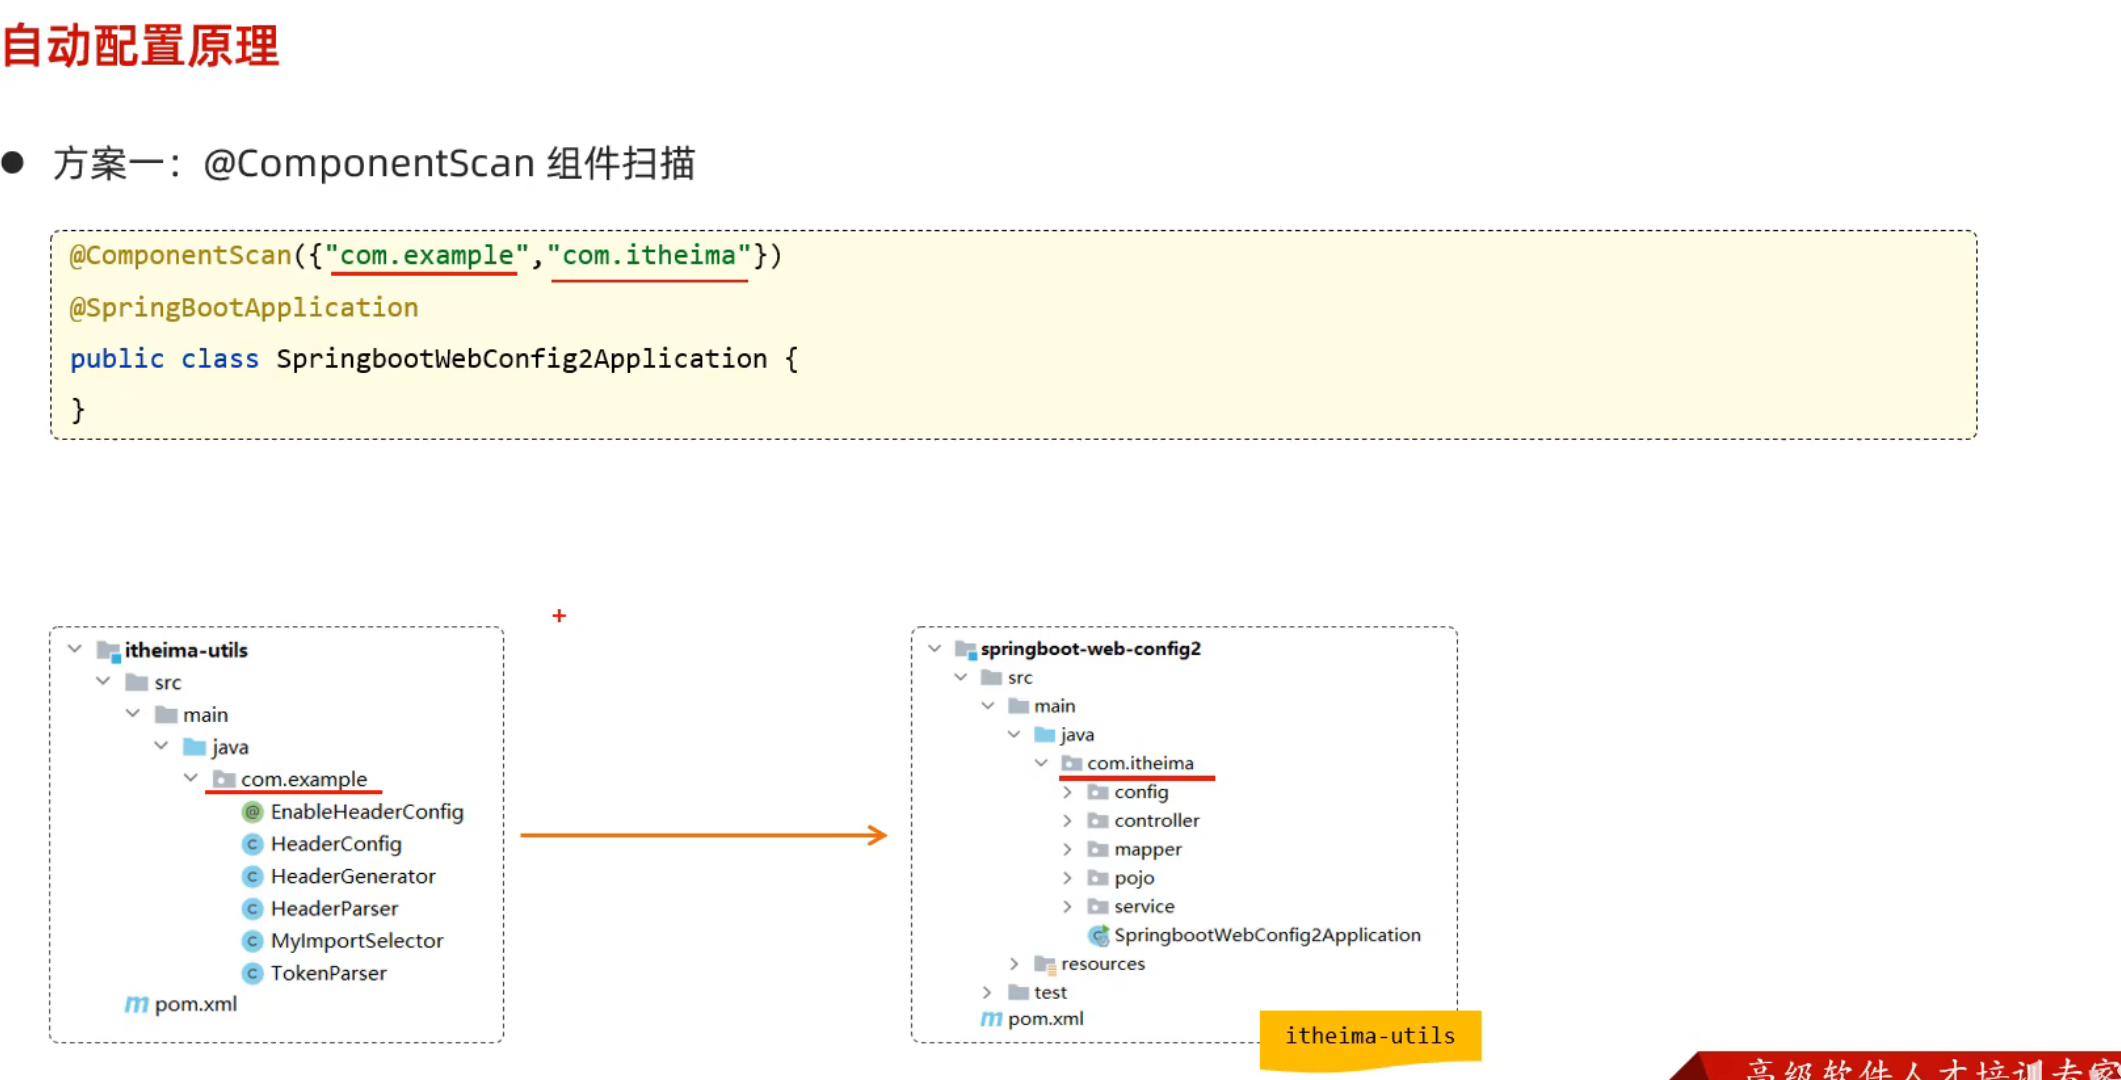 自动配置原理
方案一：@ComponentScan 组件扫描
@ComponentScan({"com.example","com.itheima"})
@SpringBootApplication
public class SpringbootWebConfig2Application {
}
itheima-utils
src
main
java
com.example
EnableHeaderConfig
HeaderConfig
HeaderGenerator
HeaderParser
MyImportSelector
TokenParser
pom.xml
springboot-web-config2
src
main
java
com.itheima
config
controller
mapper
pojo
service
SpringbootWebConfig2Application
resources
test
pom.xml
itheima-utils
高级软件人才培训专家